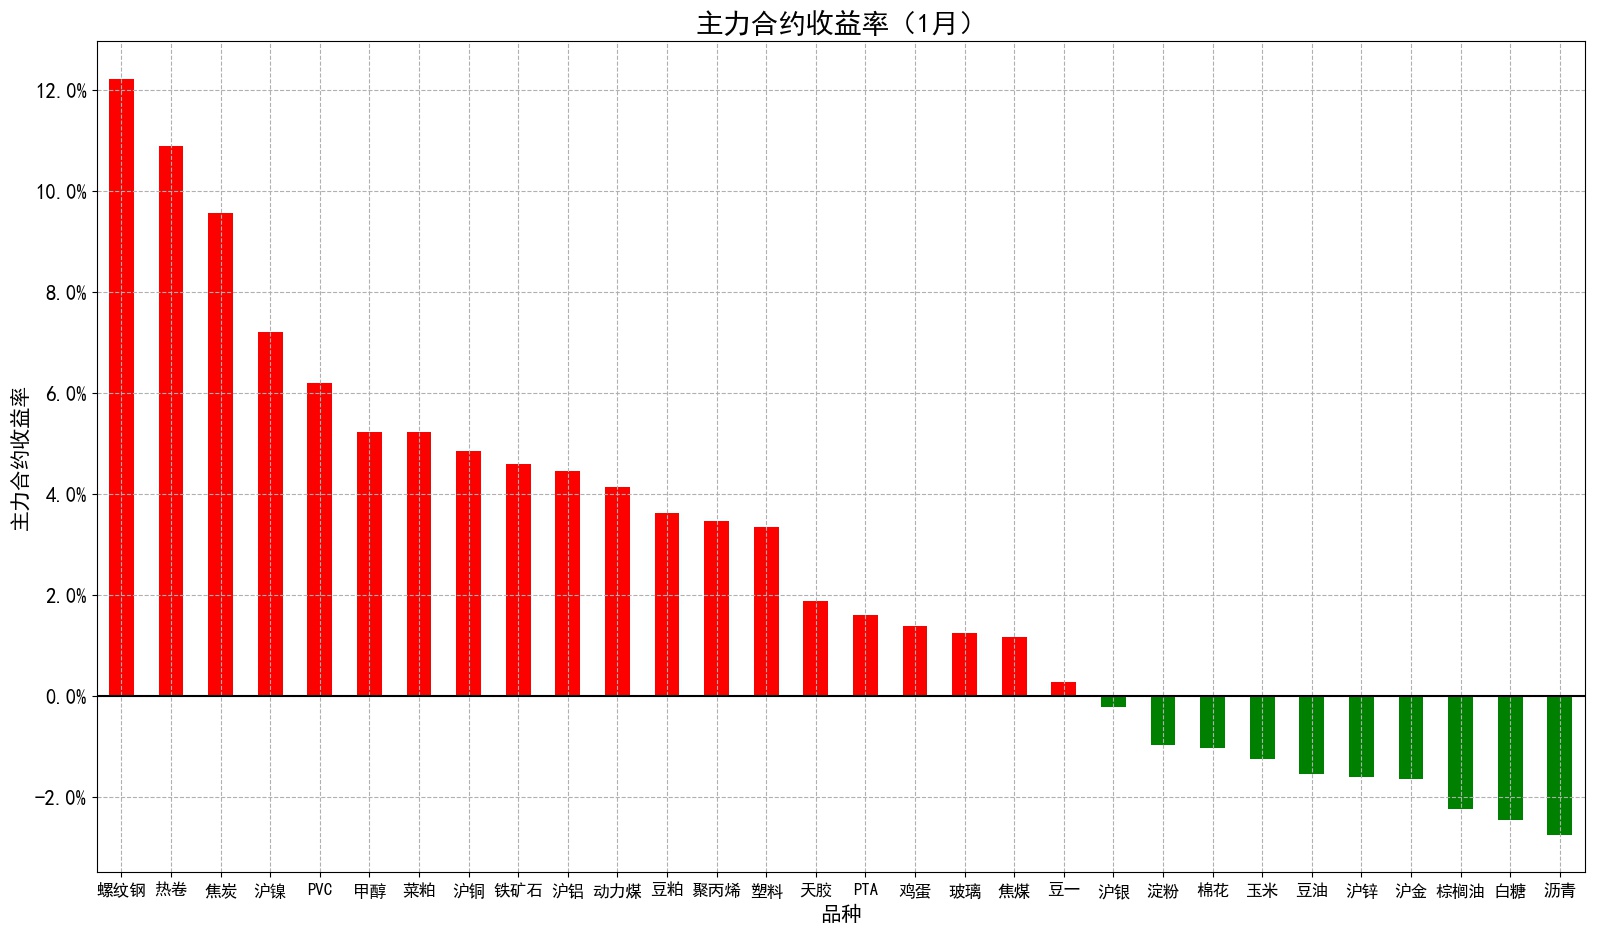 主力合约收益率（1月）
12.0%
10.0%
8.0%
6.0%
4.0%
2.0%
0.0%
−2.0%
主力合约收益率
螺纹钢 热卷 焦炭 沪镍 PVC 甲醇 菜粕 沪铜 铁矿石 沪铝 动力煤 豆粕 聚丙烯 塑料 天胶 PTA 鸡蛋 玻璃 焦煤 豆一 沪银 淀粉 棉花 玉米 豆油 沪锌 沪金 棕榈油 白糖 沥青
品种